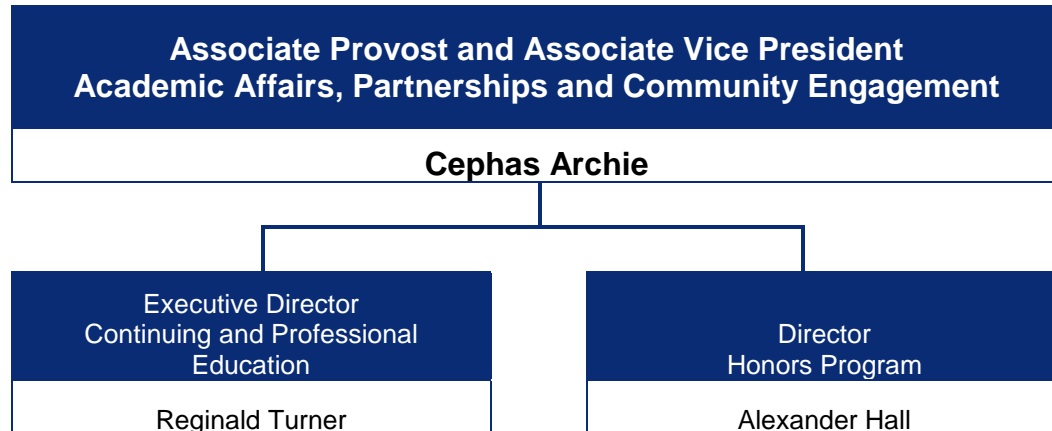 Associate Provost and Associate Vice President
Academic Affairs, Partnerships and Community Engagement
Cephas Archie
Executive Director
Continuing and Professional
Education
Reginald Turner
Director
Honors Program
Alexander Hall